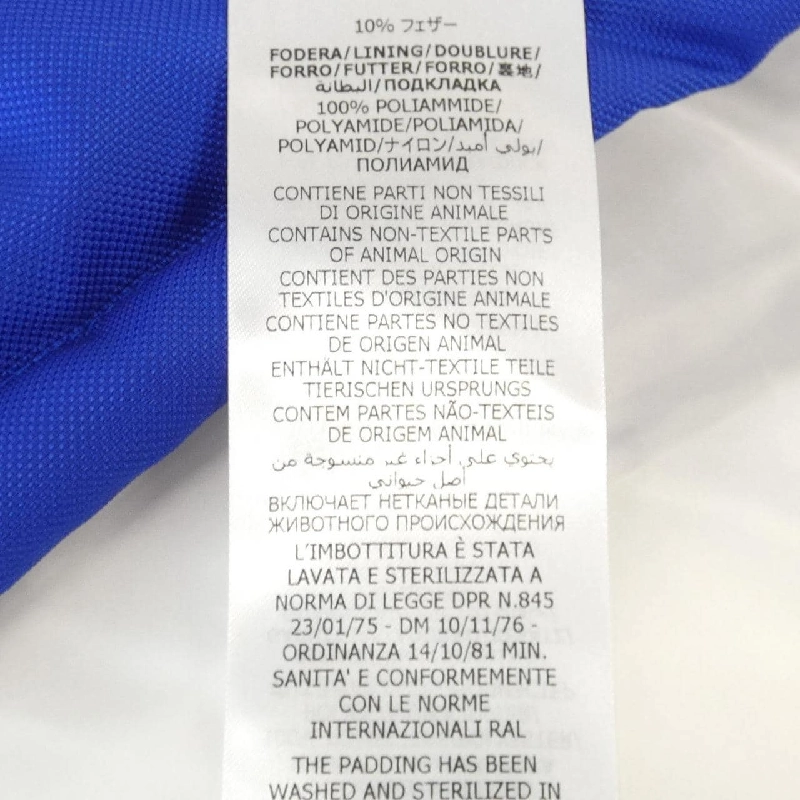 10% フェザー
FODERA/LINING/DOUBLURE/
FORRO/FUTTER/FORRO/裏地/
البطانة/ПОДКЛАДКА
100% POLIAMMIDE/
POLYAMIDE/POLIAMIDA/
POLYAMID/ナイロン/بولي أميد/
ПОЛИАМИД
CONTIENE PARTI NON TESSILI
DI ORIGINE ANIMALE
CONTAINS NON-TEXTILE PARTS
OF ANIMAL ORIGIN
CONTIENT DES PARTIES NON
TEXTILES D'ORIGINE ANIMALE
CONTIENE PARTES NO TEXTILES
DE ORIGEN ANIMAL
ENTHÄLT NICHT-TEXTILE TEILE
TIERISCHEN URSPRUNGS
CONTEM PARTES NÃO-TEXTEIS
DE ORIGEM ANIMAL
يحتوي على أجزاء غير منسوجة من
أصل حيواني
ВКЛЮЧАЕТ НЕТКАНЫЕ ДЕТАЛИ
ЖИВОТНОГО ПРОИСХОЖДЕНИЯ
L'IMBOTTITURA È STATA
LAVATA E STERILIZZATA A
NORMA DI LEGGE DPR N.845
23/01/75 - DM 10/11/76 -
ORDINANZA 14/10/81 MIN.
SANITA' E CONFORMEMENTE
CON LE NORME
INTERNAZIONALI RAL
THE PADDING HAS BEEN
WASHED AND STERILIZED IN